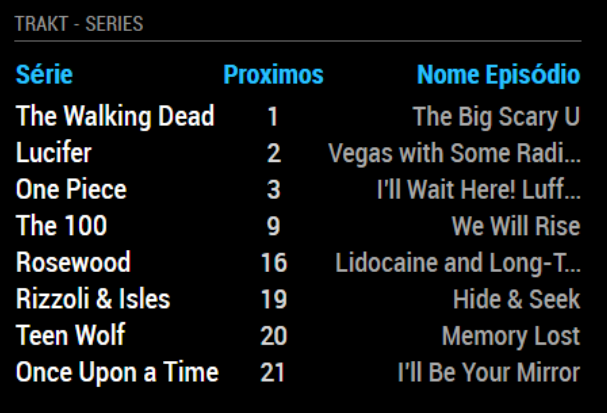 TRAKT - SERIES
Série Proximos Nome Episódio
The Walking Dead 1 The Big Scary U
Lucifer 2 Vegas with Some Radi...
One Piece 3 I'll Wait Here! Luff...
The 100 9 We Will Rise
Rosewood 16 Lidocaine and Long-T...
Rizzoli & Isles 19 Hide & Seek
Teen Wolf 20 Memory Lost
Once Upon a Time 21 I'll Be Your Mirror